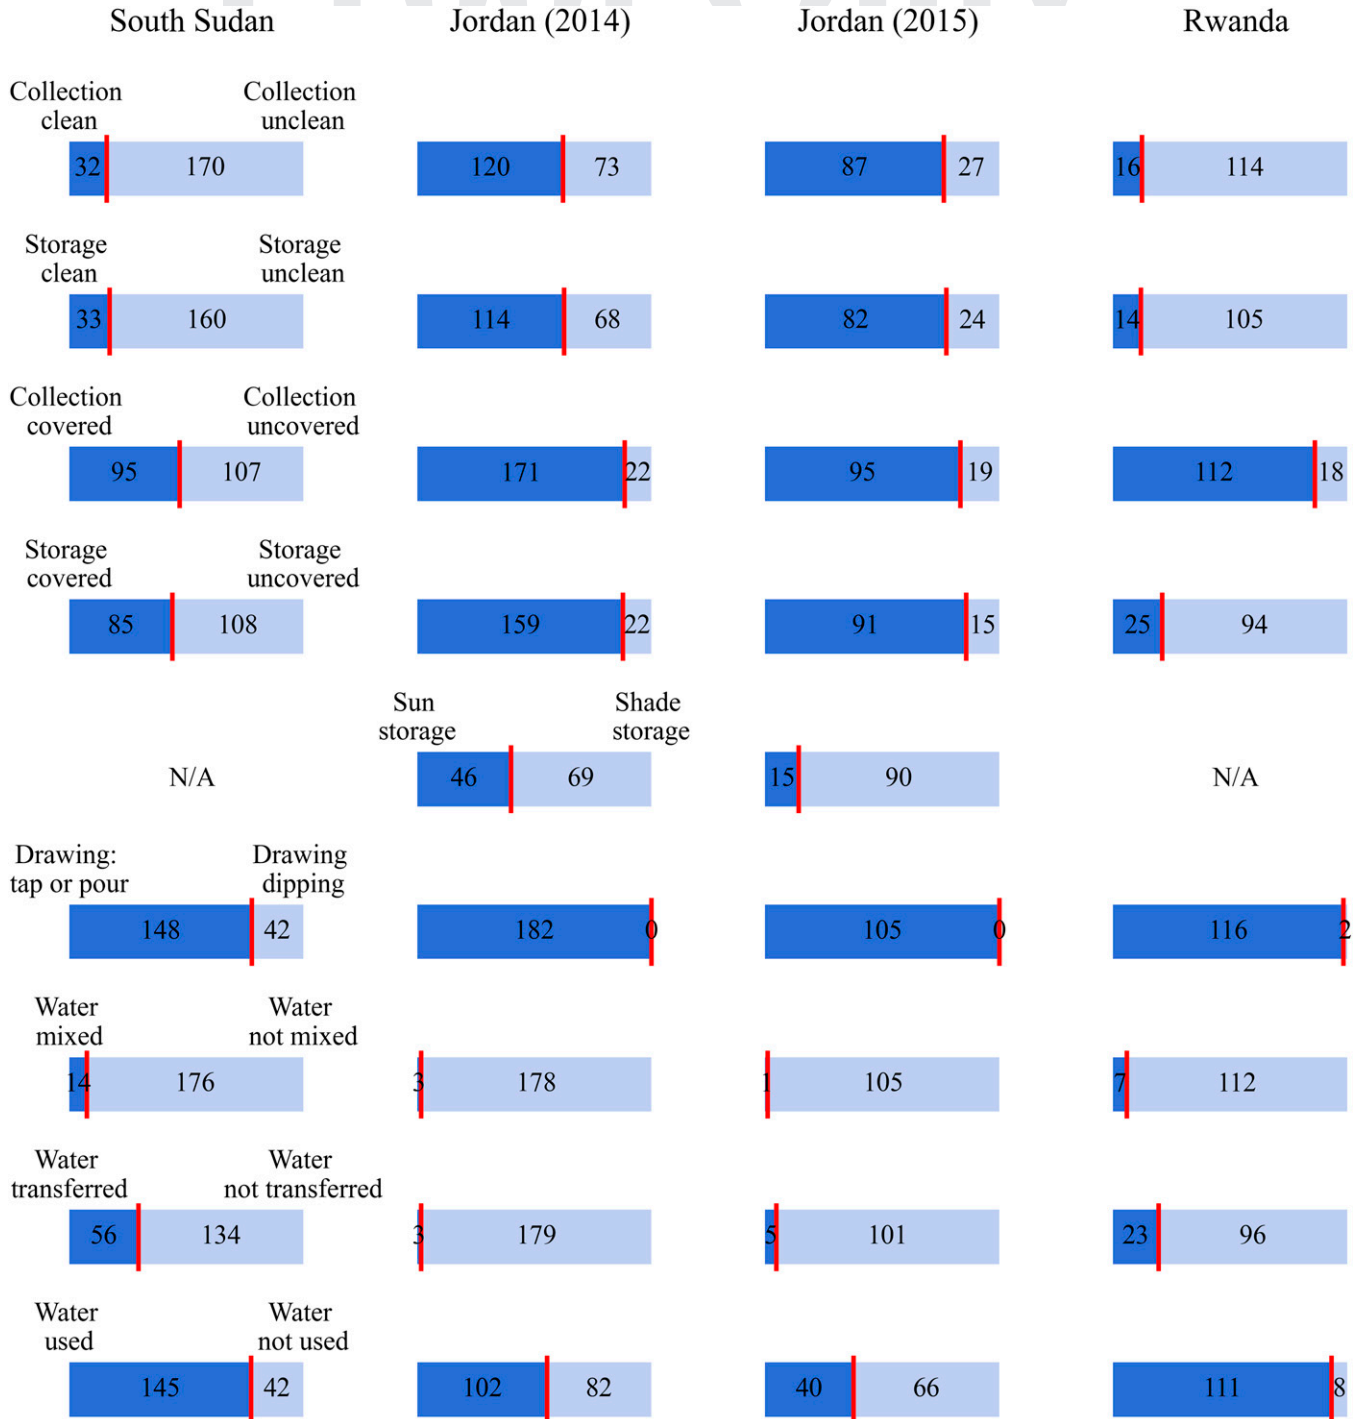 South Sudan Jordan (2014) Jordan (2015) Rwanda
Collection Collection
clean unclean
32 170 120 73 87 27 16 114
Storage Storage
clean unclean
33 160 114 68 82 24 14 105
Collection Collection
covered uncovered
95 107 171 22 95 19 112 18
Storage Storage
covered uncovered
85 108 159 22 91 15 25 94
Sun Shade
storage storage
N/A 46 69 15 90 N/A
Drawing: Drawing
tap or pour dipping
148 42 182 0 105 0 116 2
Water Water
mixed not mixed
14 176 3 178 1 105 7 112
Water Water
transferred not transferred
56 134 3 179 5 101 23 96
Water Water
used not used
145 42 102 82 40 66 111 8